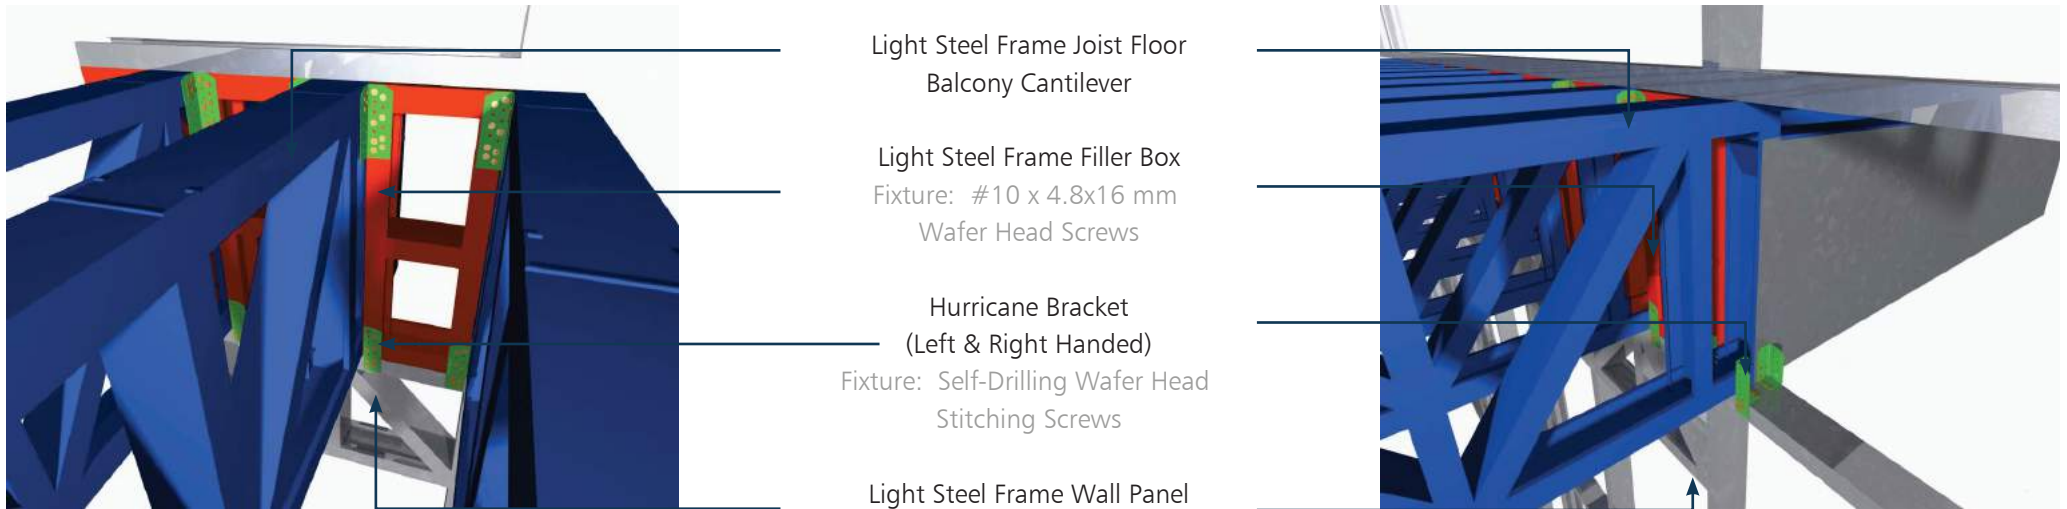 Light Steel Frame Joist Floor
Balcony Cantilever
Light Steel Frame Filler Box
Fixture: #10 x 4.8x16 mm
Wafer Head Screws
Hurricane Bracket
(Left & Right Handed)
Fixture: Self-Drilling Wafer Head
Stitching Screws
Light Steel Frame Wall Panel